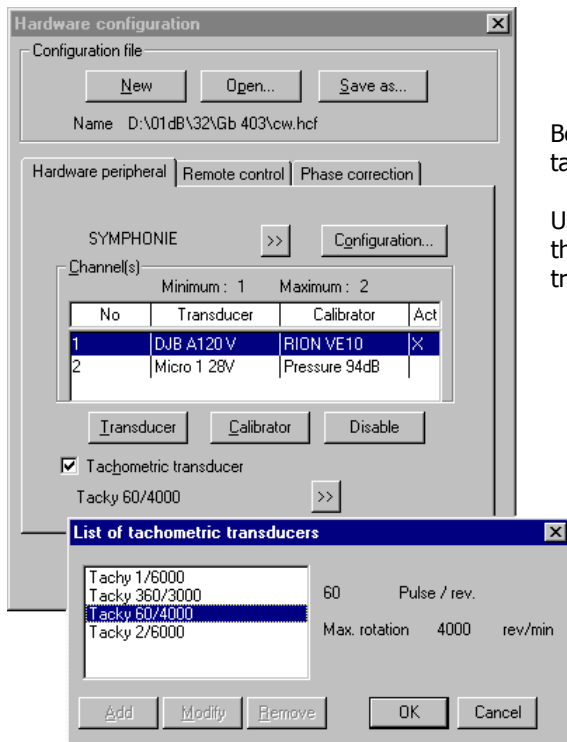 Hardware configuration
Configuration file
New Open... Save as...
Name D:\01dB\32\Gb 403\cw.hcf
Hardware peripheral Remote control Phase correction
SYMPHONIE >> Configuration...
Channel(s)
Minimum : 1 Maximum : 2
No Transducer Calibrator Act
1 DJB A120 V RION VE10 X
2 Micro 1 28V Pressure 94dB
Transducer Calibrator Disable
Tachometric transducer
Tacky 60/4000 >>
List of tachometric transducers
Tachy 1/6000
Tacky 360/3000
Tacky 60/4000
Tacky 2/6000
60 Pulse / rev.
Max. rotation 4000 rev/min
Add Modify Remove OK Cancel